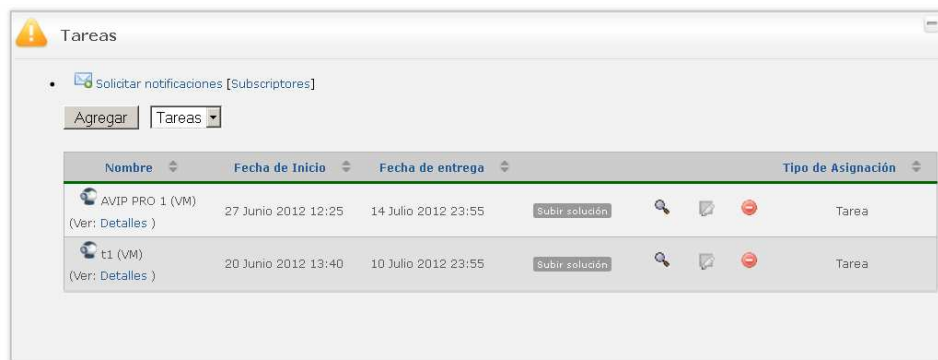 Tareas
Solicitar notificaciones [Subscriptores]
Agregar Tareas
Nombre Fecha de Inicio Fecha de entrega Tipo de Asignación
AVIP PRO 1 (VM)
(Ver: Detalles ) 27 Junio 2012 12:25 14 Julio 2012 23:55 Subir solución Tarea
t1 (VM)
(Ver: Detalles ) 20 Junio 2012 13:40 10 Julio 2012 23:55 Subir solución Tarea